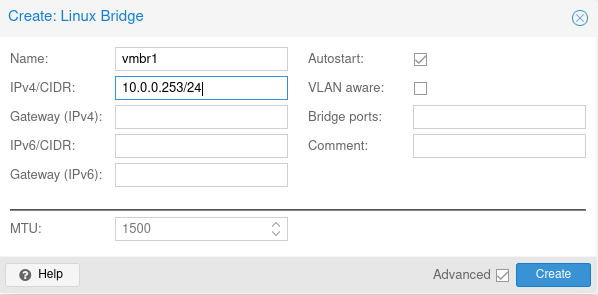 Create: Linux Bridge
Name: vmbr1 Autostart:
IPv4/CIDR: 10.0.0.253/24 VLAN aware:
Gateway (IPv4): Bridge ports:
IPv6/CIDR: Comment:
Gateway (IPv6):
MTU: 1500
Help Advanced Create